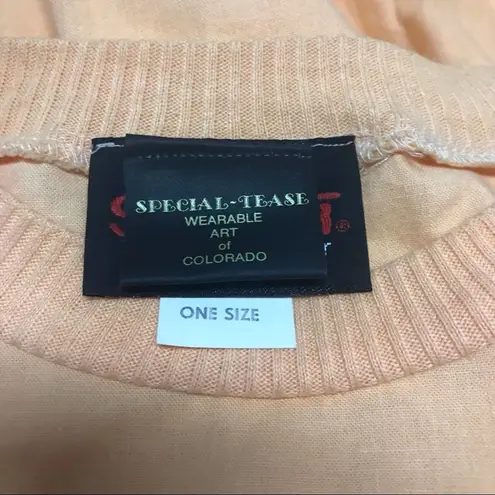 SPECIAL-TEASE
WEARABLE
ART
of
COLORADO
ONE SIZE